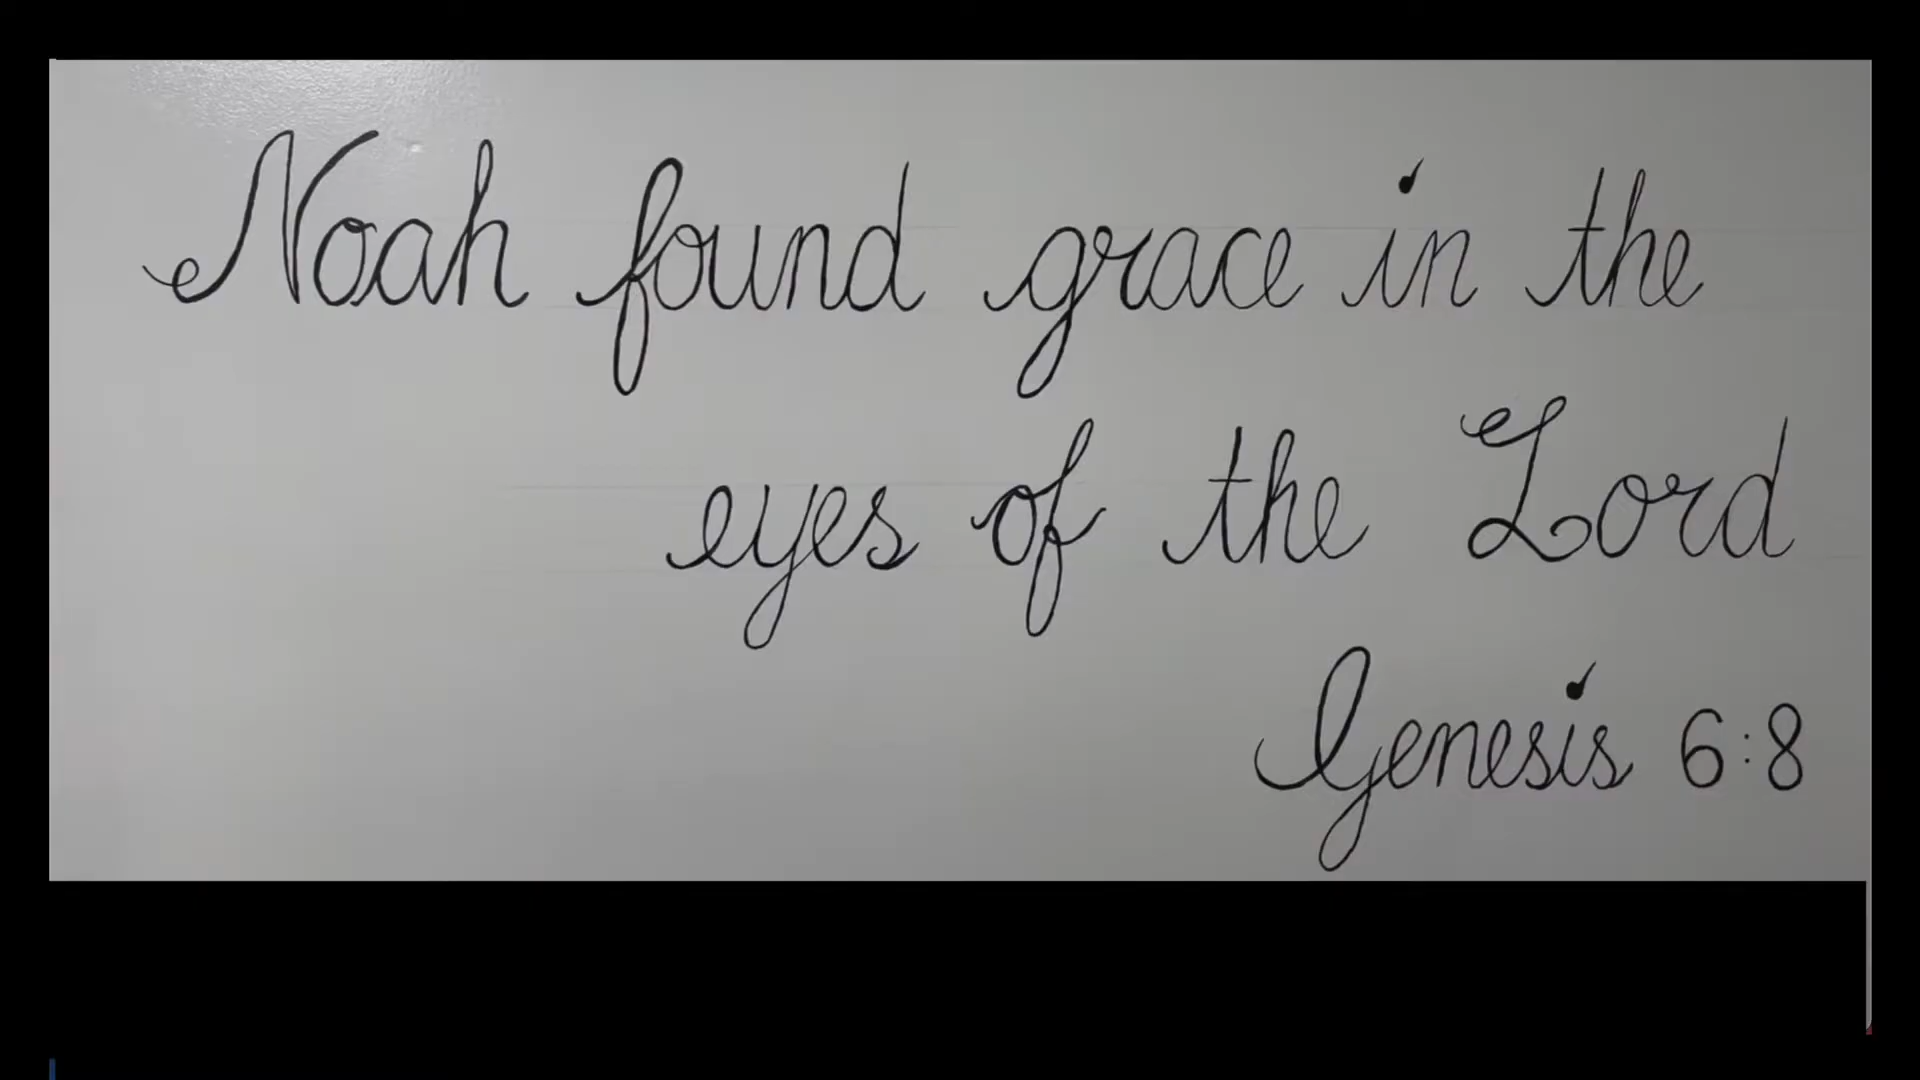 Noah found grace in the
eyes of the Lord
Genesis 6:8